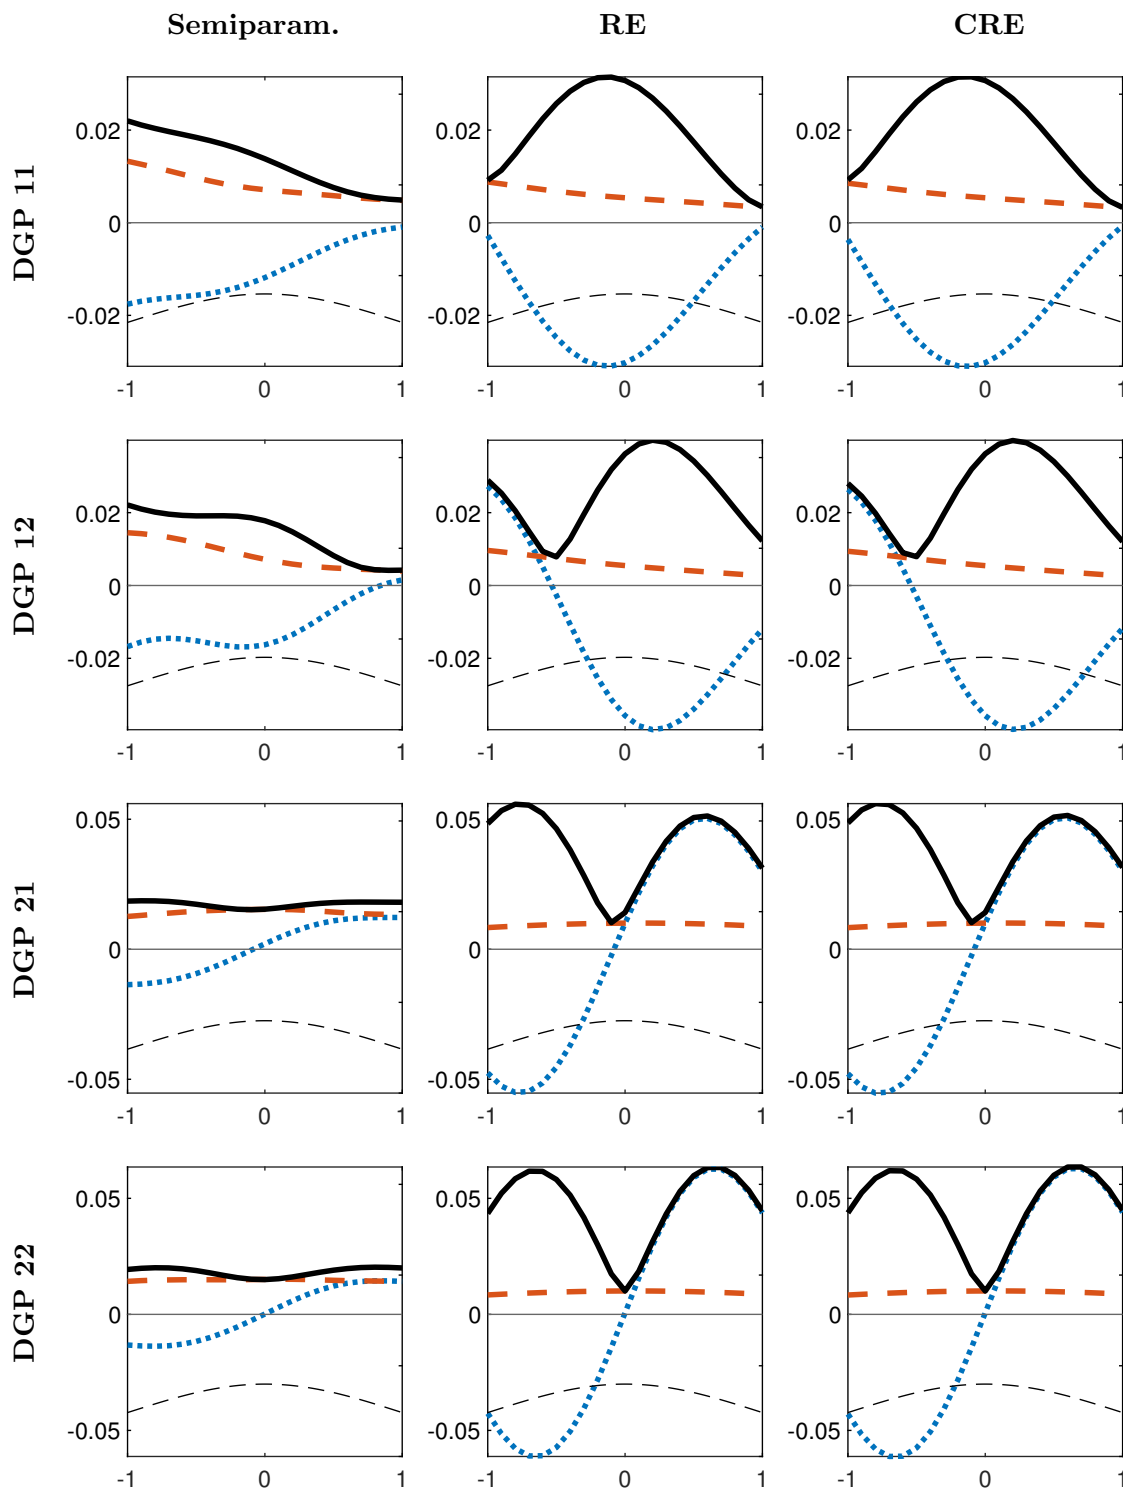 Semiparam. RE CRE
DGP 11
0.02 0.02 0.02
0 0 0
-0.02 -0.02 -0.02
-1 0 1 -1 0 1 -1 0 1
DGP 12
0.02 0.02 0.02
0 0 0
-0.02 -0.02 -0.02
-1 0 1 -1 0 1 -1 0 1
DGP 21
0.05 0.05 0.05
0 0 0
-0.05 -0.05 -0.05
-1 0 1 -1 0 1 -1 0 1
DGP 22
0.05 0.05 0.05
0 0 0
-0.05 -0.05 -0.05
-1 0 1 -1 0 1 -1 0 1